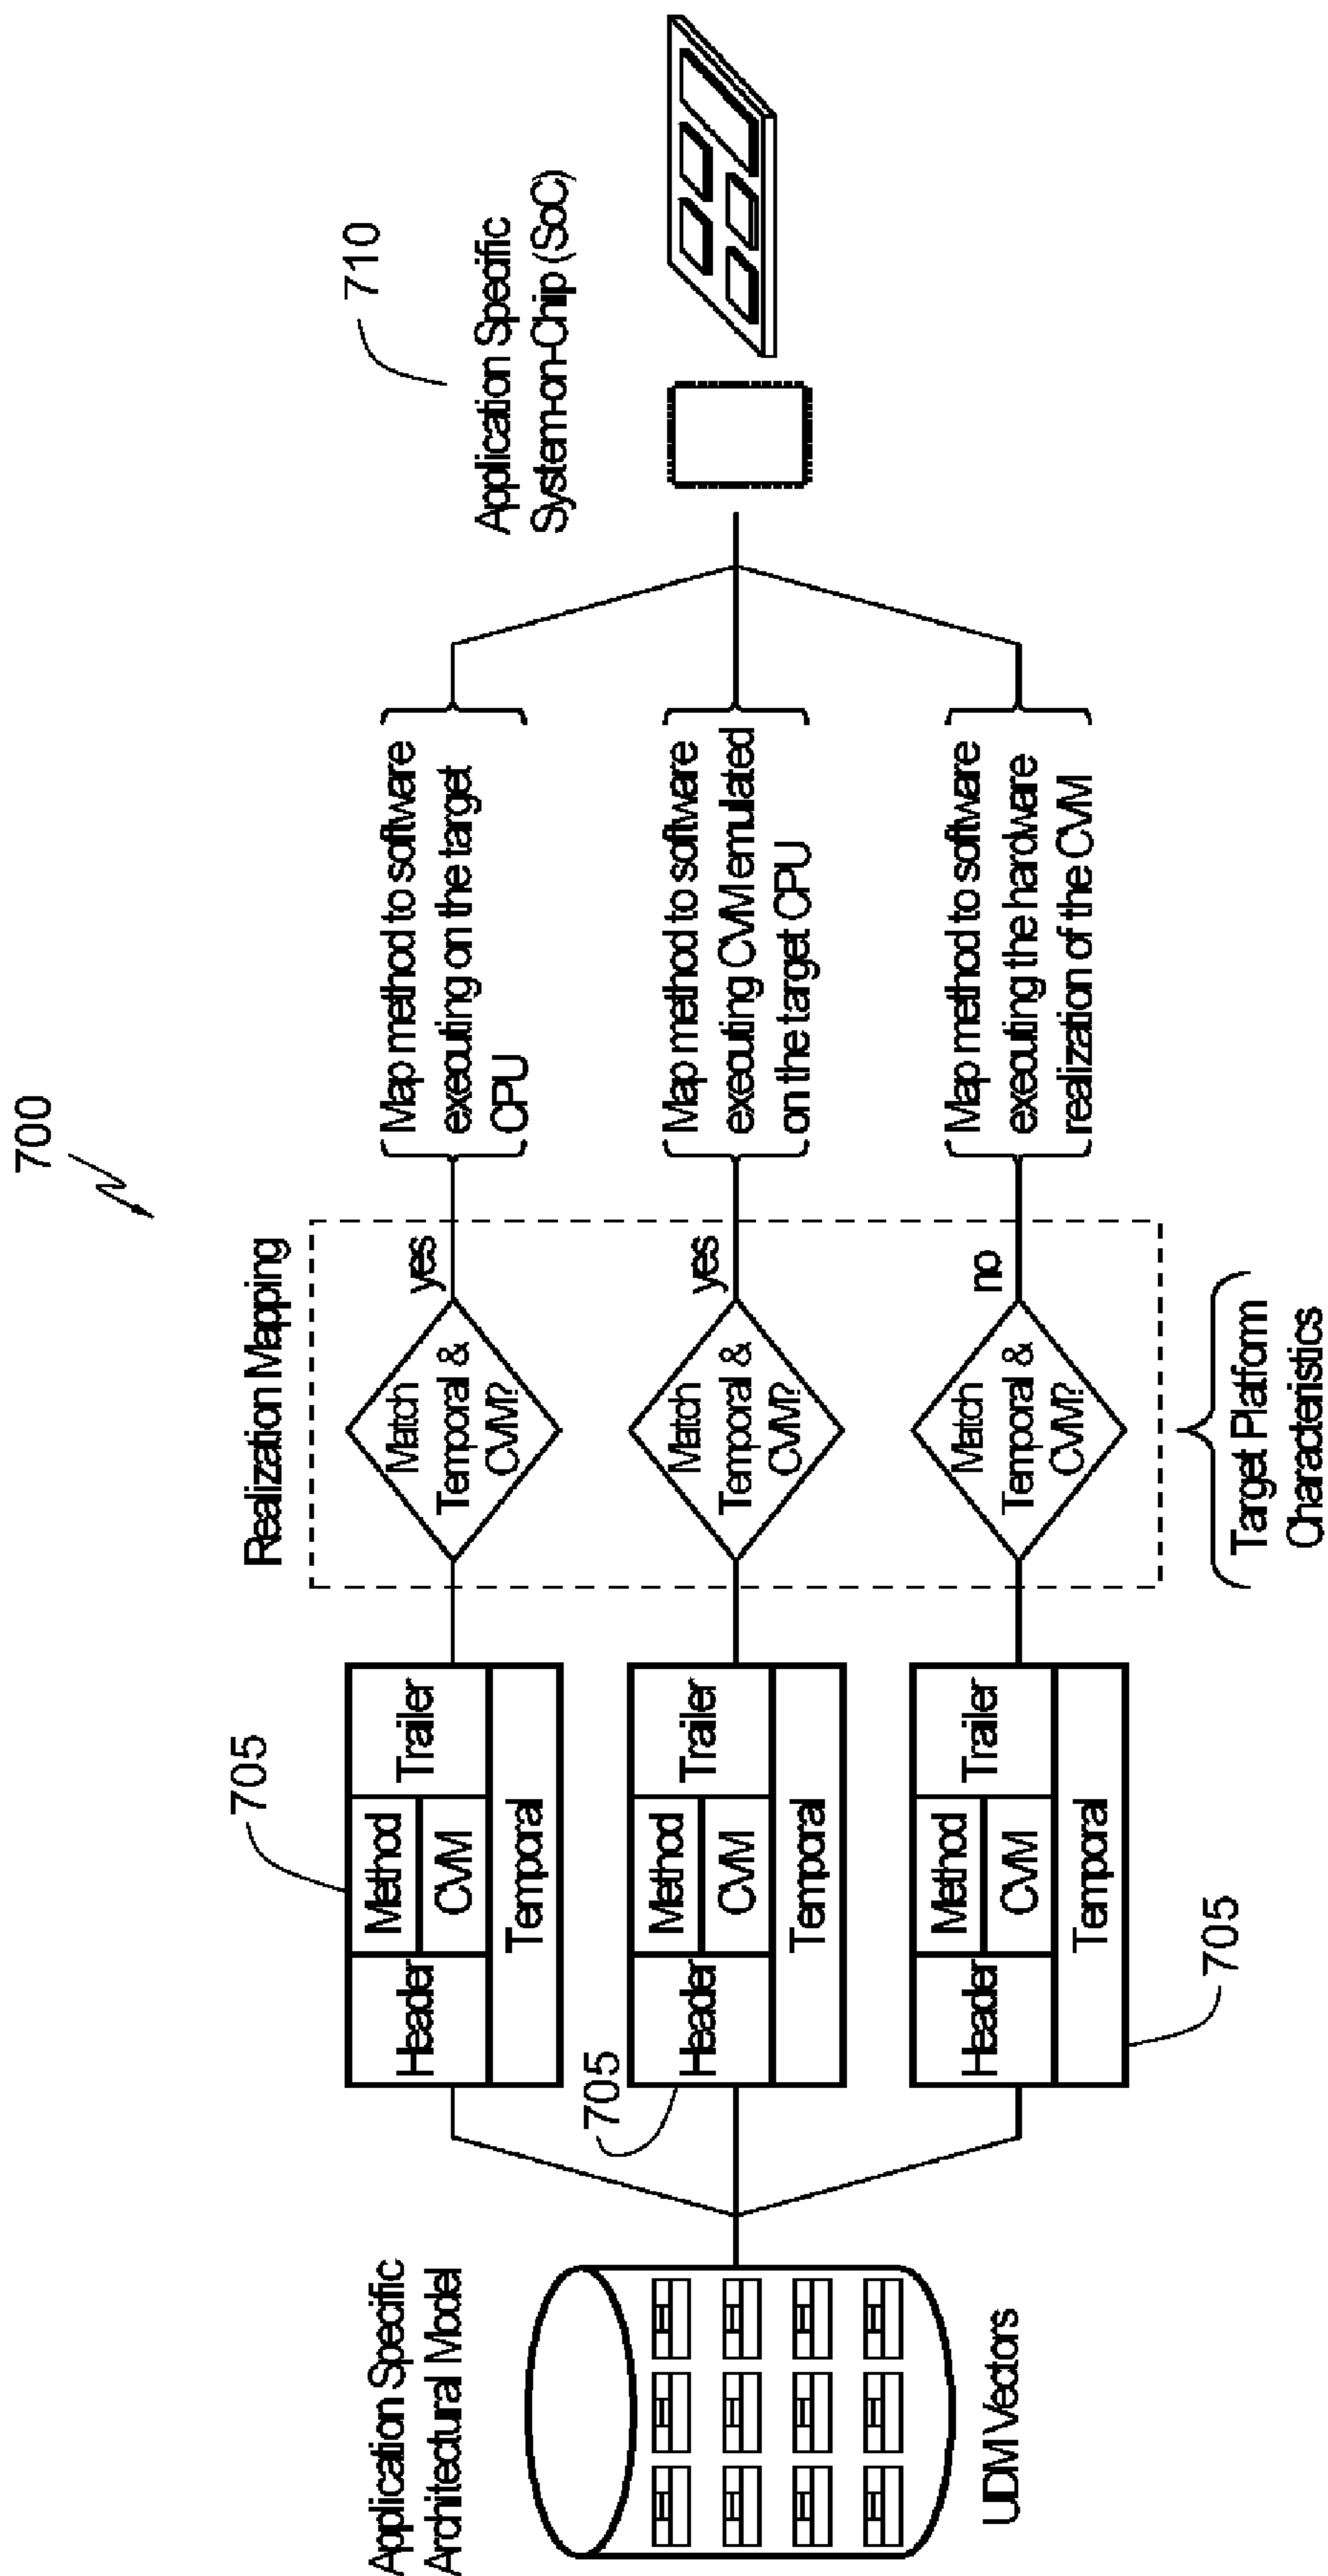 700
Application Specific
Architectural Model
UDM Vectors
705
Header
Method
CVM
Trailer
Temporal
705
Header
Method
CVM
Trailer
Temporal
705
Header
Method
CVM
Trailer
Temporal
Realization Mapping
Match
Temporal &
CVM?
yes
Match
Temporal &
CVM?
yes
Match
Temporal &
CVM?
no
Target Platform
Characteristics
Map method to software
executing on the target
CPU
Map method to software
executing CVM emulated
on the target CPU
Map method to software
executing the hardware
realization of the CVM
710
Application Specific
System-on-Chip (SoC)